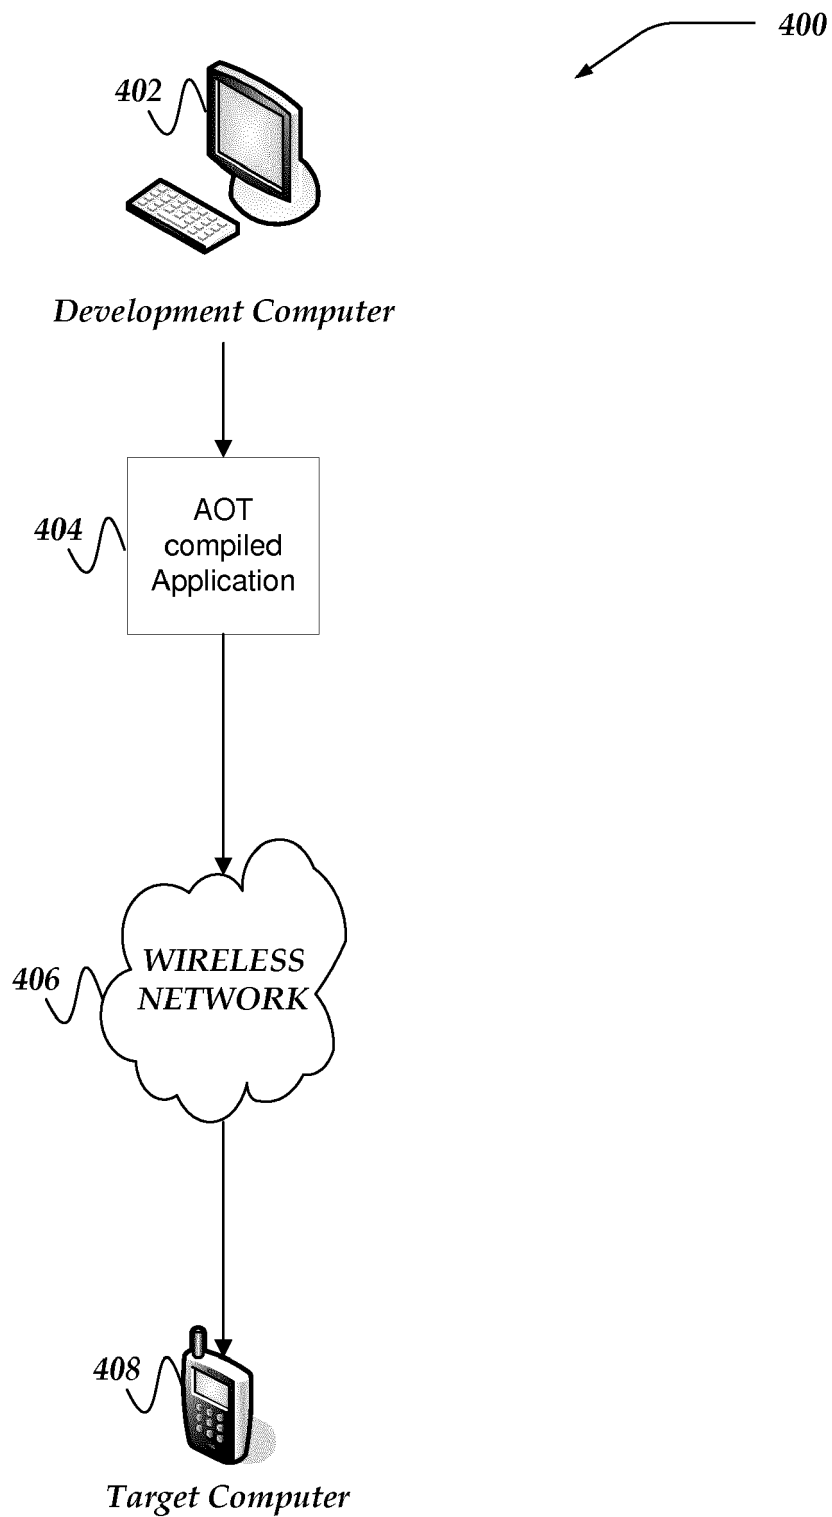 400
402
Development Computer
404
AOT
compiled
Application
406
WIRELESS
NETWORK
408
Target Computer